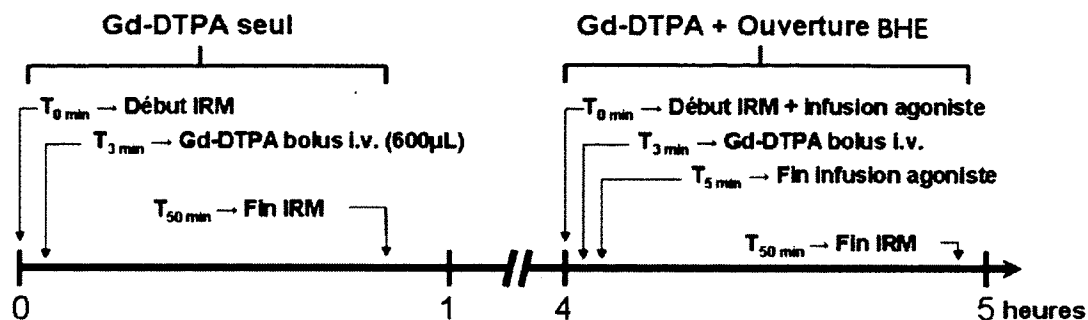 Gd-DTPA seul
Gd-DTPA + Ouverture BHE
T0 min → Début IRM
T3 min → Gd-DTPA bolus i.v. (600µL)
T50 min → Fin IRM
T0 min → Début IRM + infusion agoniste
T3 min → Gd-DTPA bolus i.v.
T5 min → Fin infusion agoniste
T50 min → Fin IRM
0 1 4 5 heures